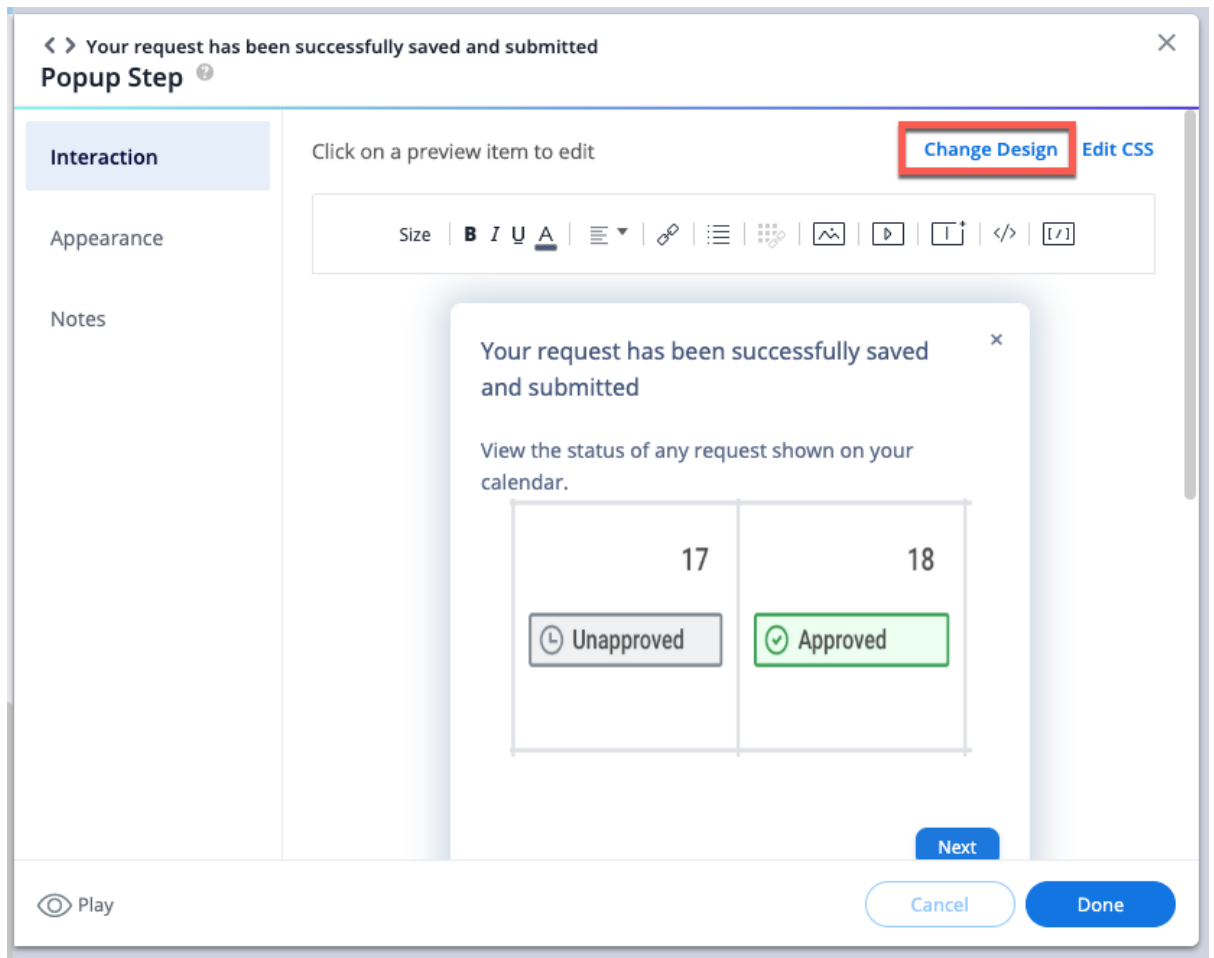 Your request has been successfully saved and submitted
Popup Step ?
Interaction
Appearance
Notes
Click on a preview item to edit
Change Design
Edit CSS
Size B I U A </> [/]
Your request has been successfully saved
and submitted
View the status of any request shown on your
calendar.
17 18
Unapproved Approved
Next
Play
Cancel
Done